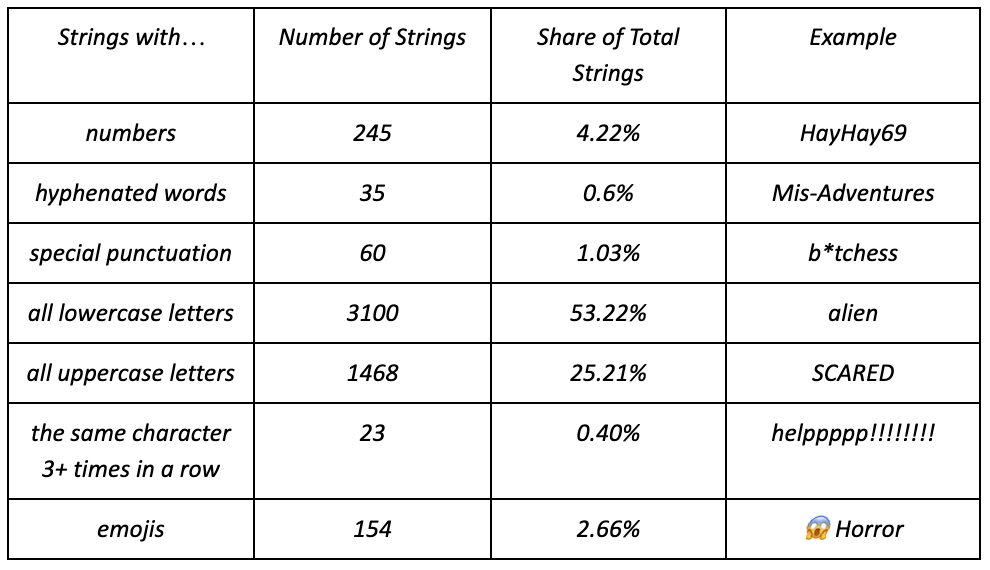 Strings with… Number of Strings Share of Total Example
Strings
numbers 245 4.22% HayHay69
hyphenated words 35 0.6% Mis-Adventures
special punctuation 60 1.03% b*tchess
all lowercase letters 3100 53.22% alien
all uppercase letters 1468 25.21% SCARED
the same character 23 0.40% helppppp!!!!!!!!
3+ times in a row
emojis 154 2.66% 😱 Horror